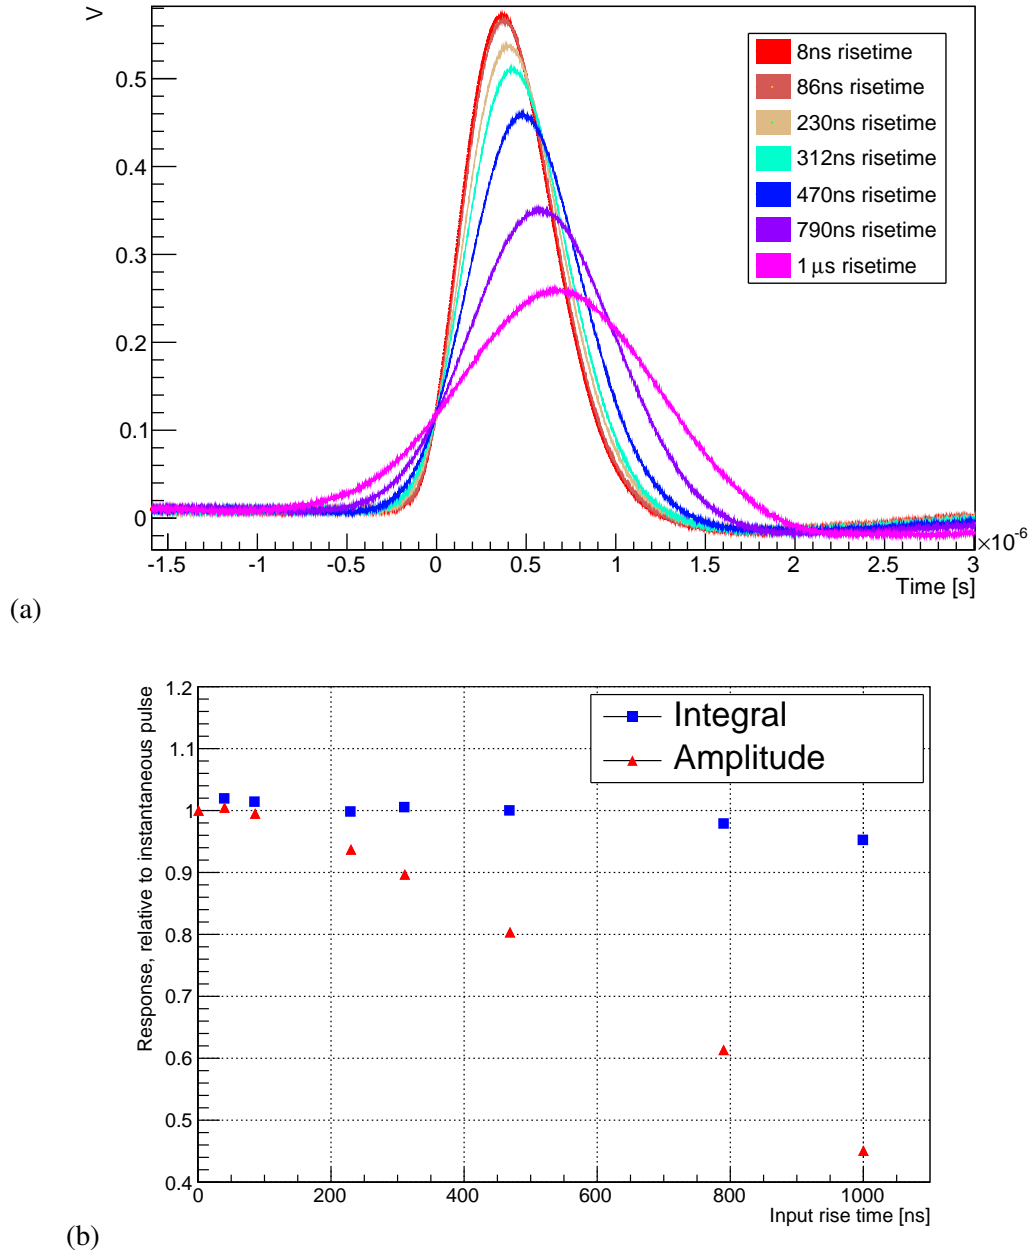 V
0.5
0.4
0.3
0.2
0.1
0
8ns risetime
86ns risetime
230ns risetime
312ns risetime
470ns risetime
790ns risetime
1 μs risetime
-1.5 -1 -0.5 0 0.5 1 1.5 2 2.5 3
×10-6
Time [s]
(a)
Response, relative to instantaneous pulse
1.2
1.1
1
0.9
0.8
0.7
0.6
0.5
0.4
Integral
Amplitude
0 200 400 600 800 1000
Input rise time [ns]
(b)